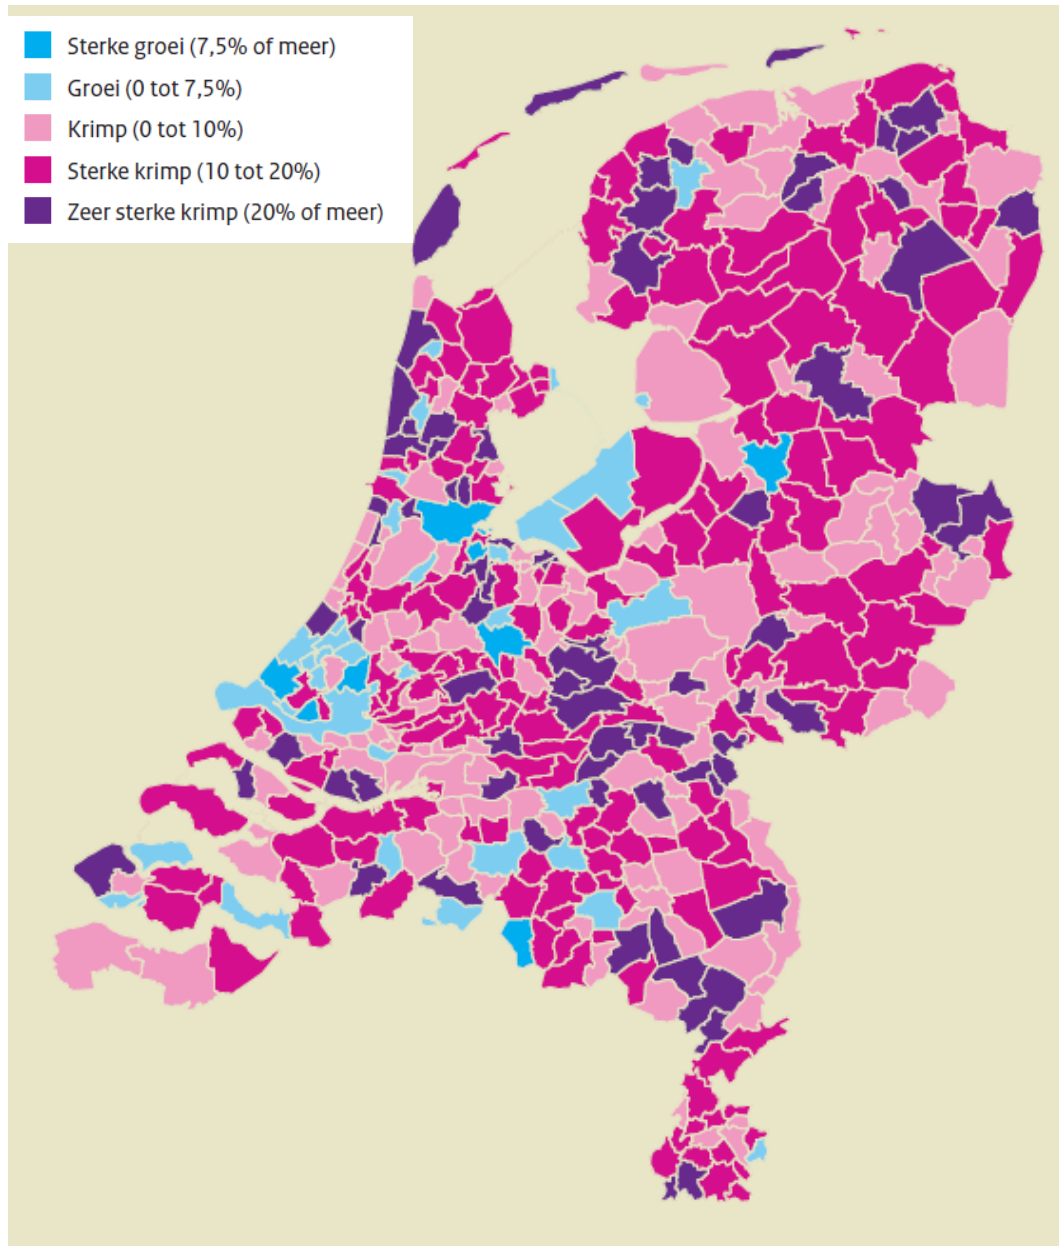 Sterke groei (7,5% of meer)
Groei (0 tot 7,5%)
Krimp (0 tot 10%)
Sterke krimp (10 tot 20%)
Zeer sterke krimp (20% of meer)